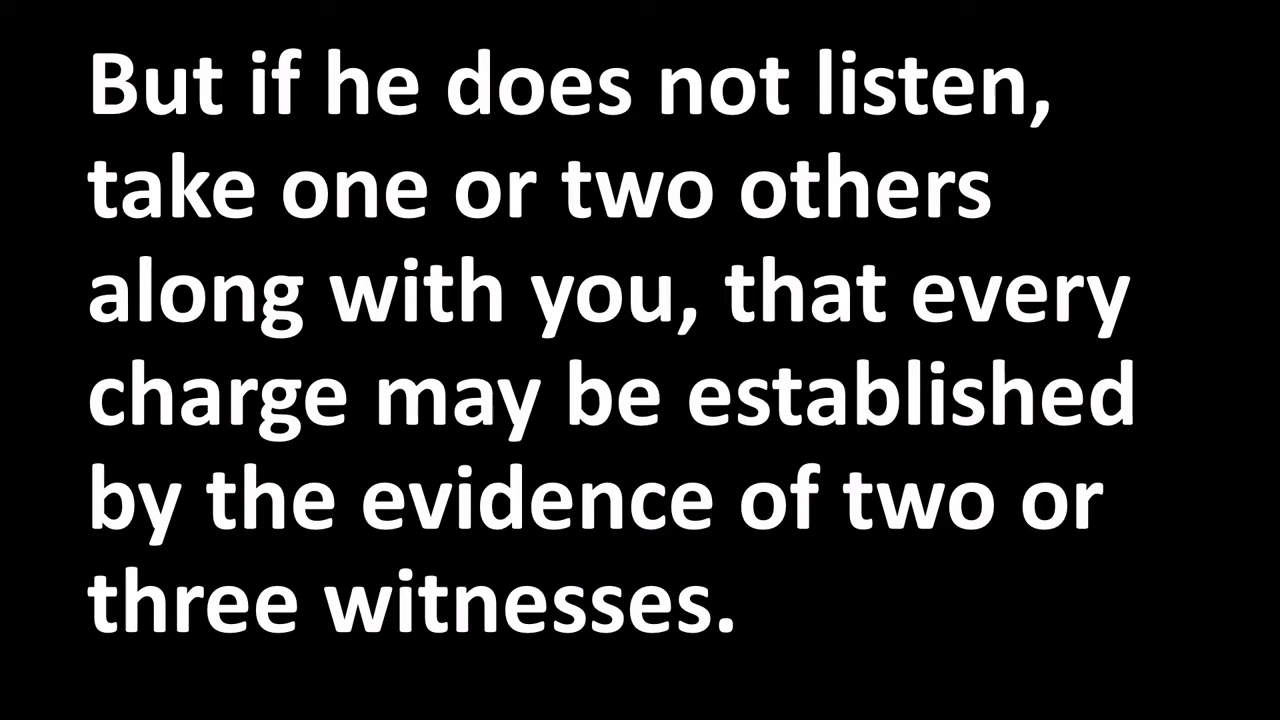 But if he does not listen,
take one or two others
along with you, that every
charge may be established
by the evidence of two or
three witnesses.